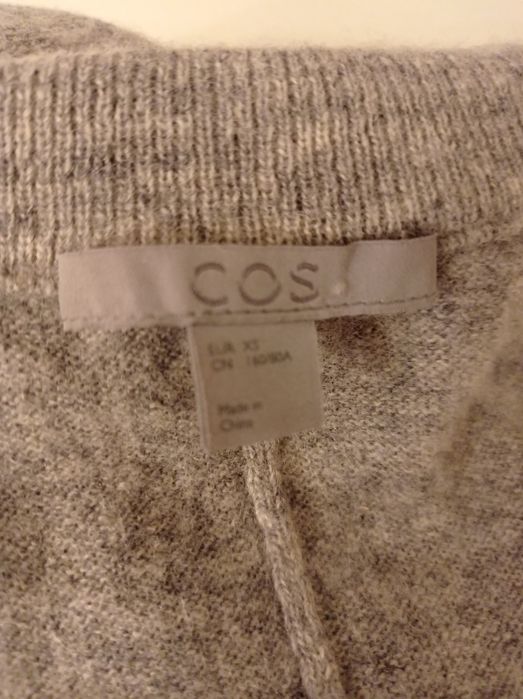 COS
EUR XS
CN 160/80A
Made in
China